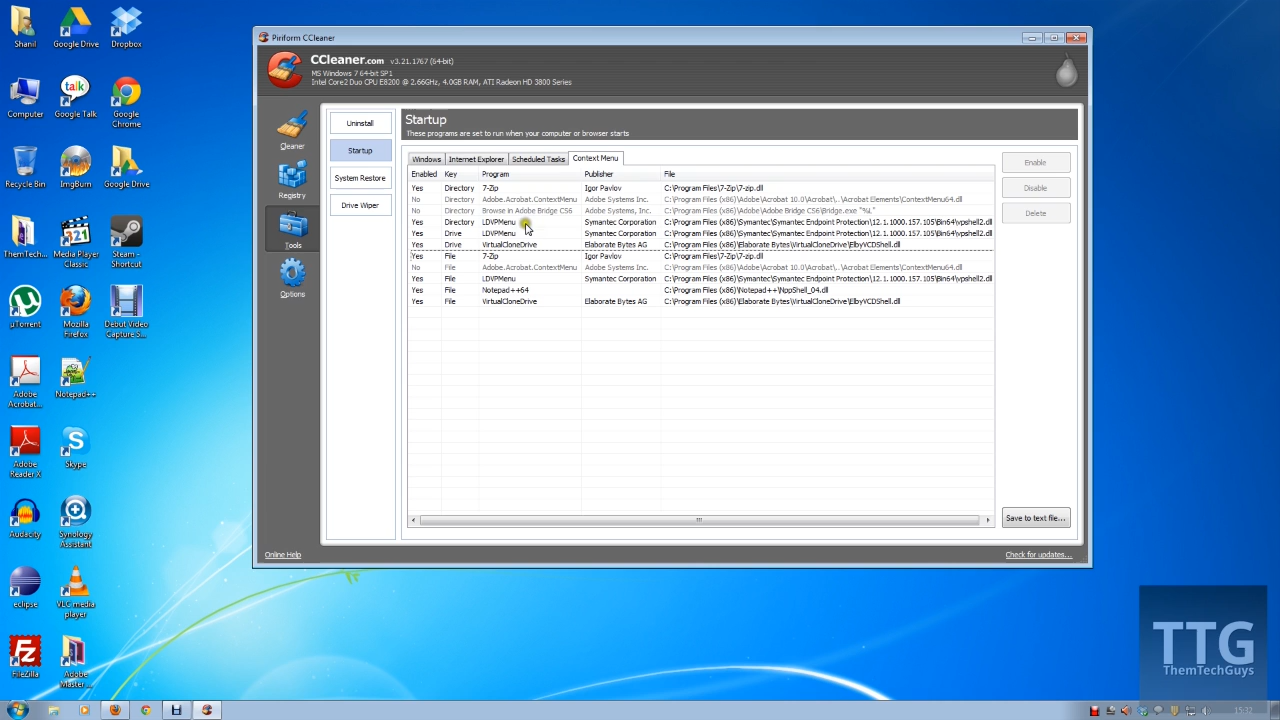 Shanil
Google Drive
Dropbox
Computer
talk
Google Talk
Google
Chrome
Recycle Bin
ImgBurn
Google Drive
ThemTech...
Media Player
Classic
Steam -
Shortcut
µTorrent
Mozilla
Firefox
Debut Video
Capture S...
Adobe
Acrobat...
Notepad++
Adobe
Reader X
Skype
Audacity
Synology
Assistant
eclipse
VLC media
player
FileZilla
Adobe
Master...
Piriform CCleaner
CCleaner.com v3.21.1767 (64-bit)
MS Windows 7 64-bit SP1
Intel Core2 Duo CPU E8200 @ 2.66GHz, 4.0GB RAM, ATI Radeon HD 3800 Series
Cleaner
Registry
Tools
Options
Uninstall
Startup
System Restore
Drive Wiper
Startup
These programs are set to run when your computer or browser starts
Windows Internet Explorer Scheduled Tasks Context Menu
Enabled Key Program Publisher File
Yes Directory 7-Zip Igor Pavlov C:\Program Files\7-Zip\7-zip.dll
No Directory Adobe.Acrobat.ContextMenu Adobe Systems Inc. C:\Program Files (x86)\Adobe\Acrobat 10.0\Acrobat\..\Acrobat Elements\ContextMenu64.dll
No Directory Browse in Adobe Bridge CS6 Adobe Systems, Inc. C:\Program Files (x86)\Adobe\Adobe Bridge CS6\Bridge.exe "%L"
Yes Directory LDVPMenu Symantec Corporation C:\Program Files (x86)\Symantec\Symantec Endpoint Protection\12.1.1000.157.105\Bin64\vpshell2.dll
Yes Drive LDVPMenu Symantec Corporation C:\Program Files (x86)\Symantec\Symantec Endpoint Protection\12.1.1000.157.105\Bin64\vpshell2.dll
Yes Drive VirtualCloneDrive Elaborate Bytes AG C:\Program Files (x86)\Elaborate Bytes\VirtualCloneDrive\ElbyVCDShell.dll
Yes File 7-Zip Igor Pavlov C:\Program Files\7-Zip\7-zip.dll
No File Adobe.Acrobat.ContextMenu Adobe Systems Inc. C:\Program Files (x86)\Adobe\Acrobat 10.0\Acrobat\..\Acrobat Elements\ContextMenu64.dll
Yes File LDVPMenu Symantec Corporation C:\Program Files (x86)\Symantec\Symantec Endpoint Protection\12.1.1000.157.105\Bin64\vpshell2.dll
Yes File Notepad++64 C:\Program Files (x86)\Notepad++\NppShell_04.dll
Yes File VirtualCloneDrive Elaborate Bytes AG C:\Program Files (x86)\Elaborate Bytes\VirtualCloneDrive\ElbyVCDShell.dll
Enable
Disable
Delete
Save to text file...
Online Help
Check for updates...
TTG
ThemTechGuys
15:32